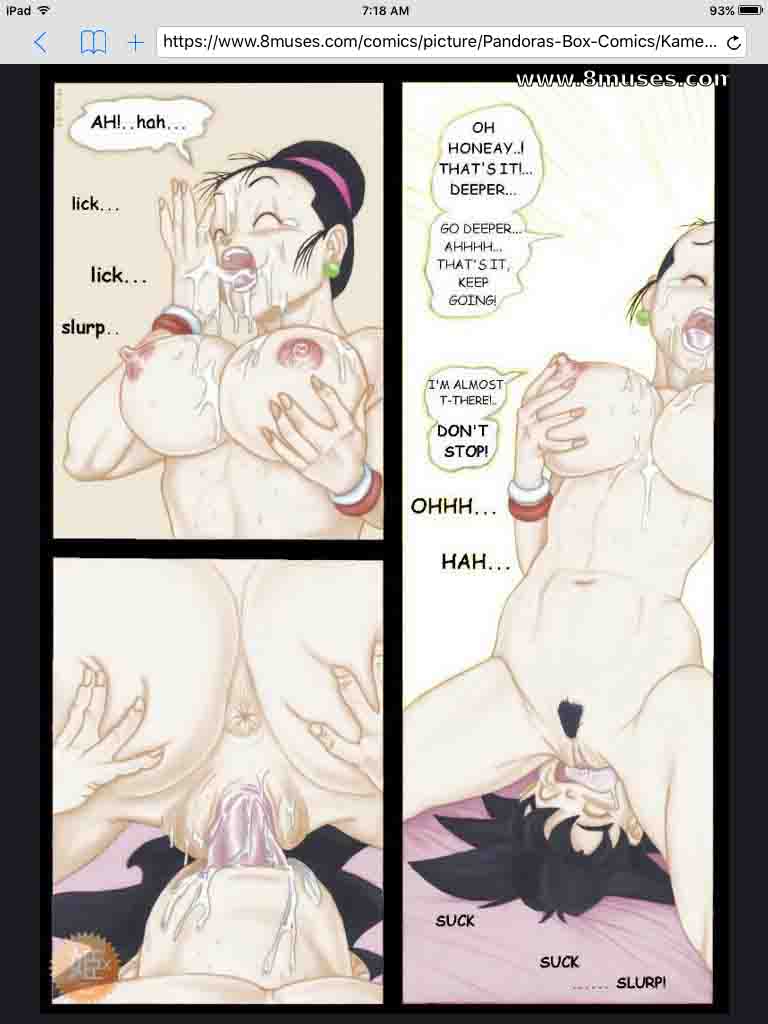 iPad
7:18 AM
93%
https://www.8muses.com/comics/picture/Pandoras-Box-Comics/Kame...
www.8muses.com
AH!..hah...
lick...
lick...
slurp..
OH
HONEAY..!
THAT'S IT!...
DEEPER...
GO DEEPER...
AHHHH...
THAT'S IT,
KEEP
GOING!
I'M ALMOST
T-THERE!..
DON'T
STOP!
OHHH...
HAH...
SUCK
SUCK
...... SLURP!